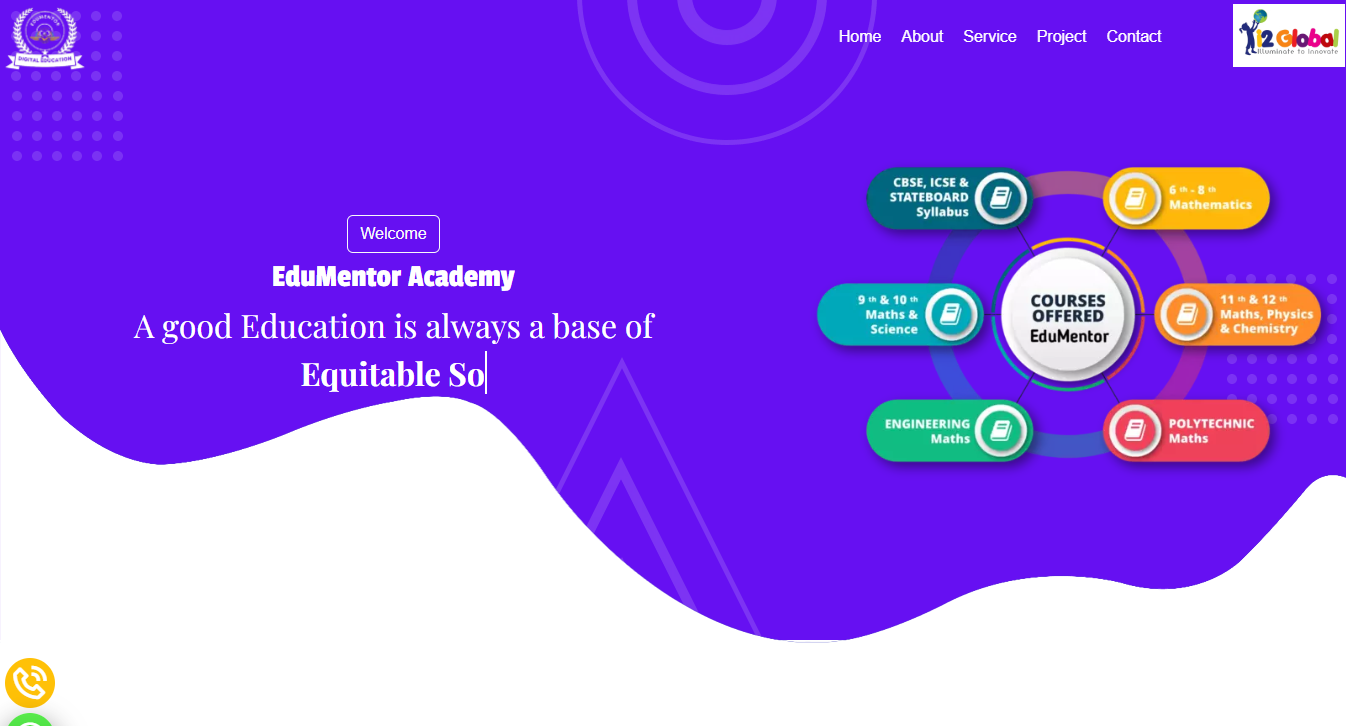 EDUMENTOR
DIGITAL EDUCATION
Home About Service Project Contact
i2 Global
Illuminate to Innovate
Welcome
EduMentor Academy
A good Education is always a base of
Equitable So
CBSE, ICSE &
STATEBOARD
Syllabus
6 th - 8 th
Mathematics
9 th & 10 th
Maths &
Science
COURSES
OFFERED
EduMentor
11 th & 12 th
Maths, Physics
& Chemistry
ENGINEERING
Maths
POLYTECHNIC
Maths